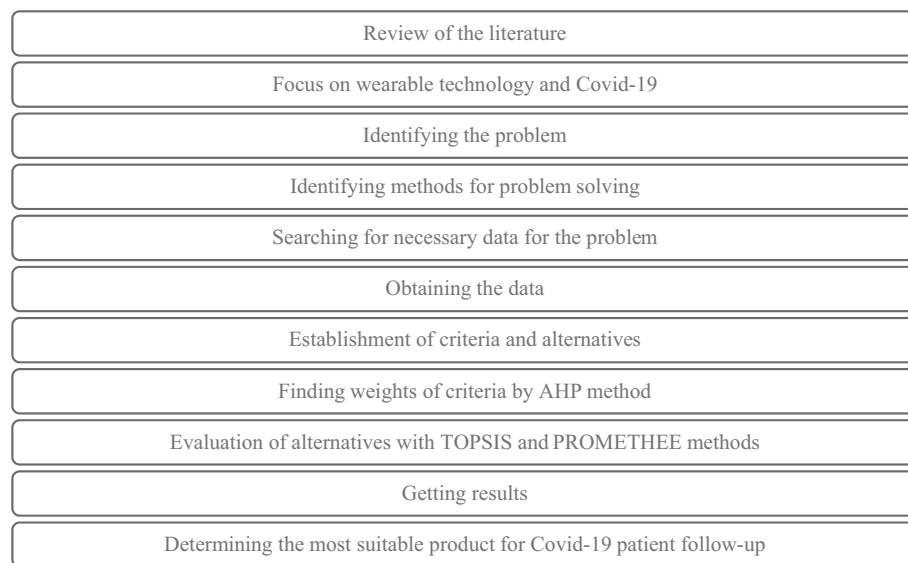 Review of the literature
Focus on wearable technology and Covid-19
Identifying the problem
Identifying methods for problem solving
Searching for necessary data for the problem
Obtaining the data
Establishment of criteria and alternatives
Finding weights of criteria by AHP method
Evaluation of alternatives with TOPSIS and PROMETHEE methods
Getting results
Determining the most suitable product for Covid-19 patient follow-up